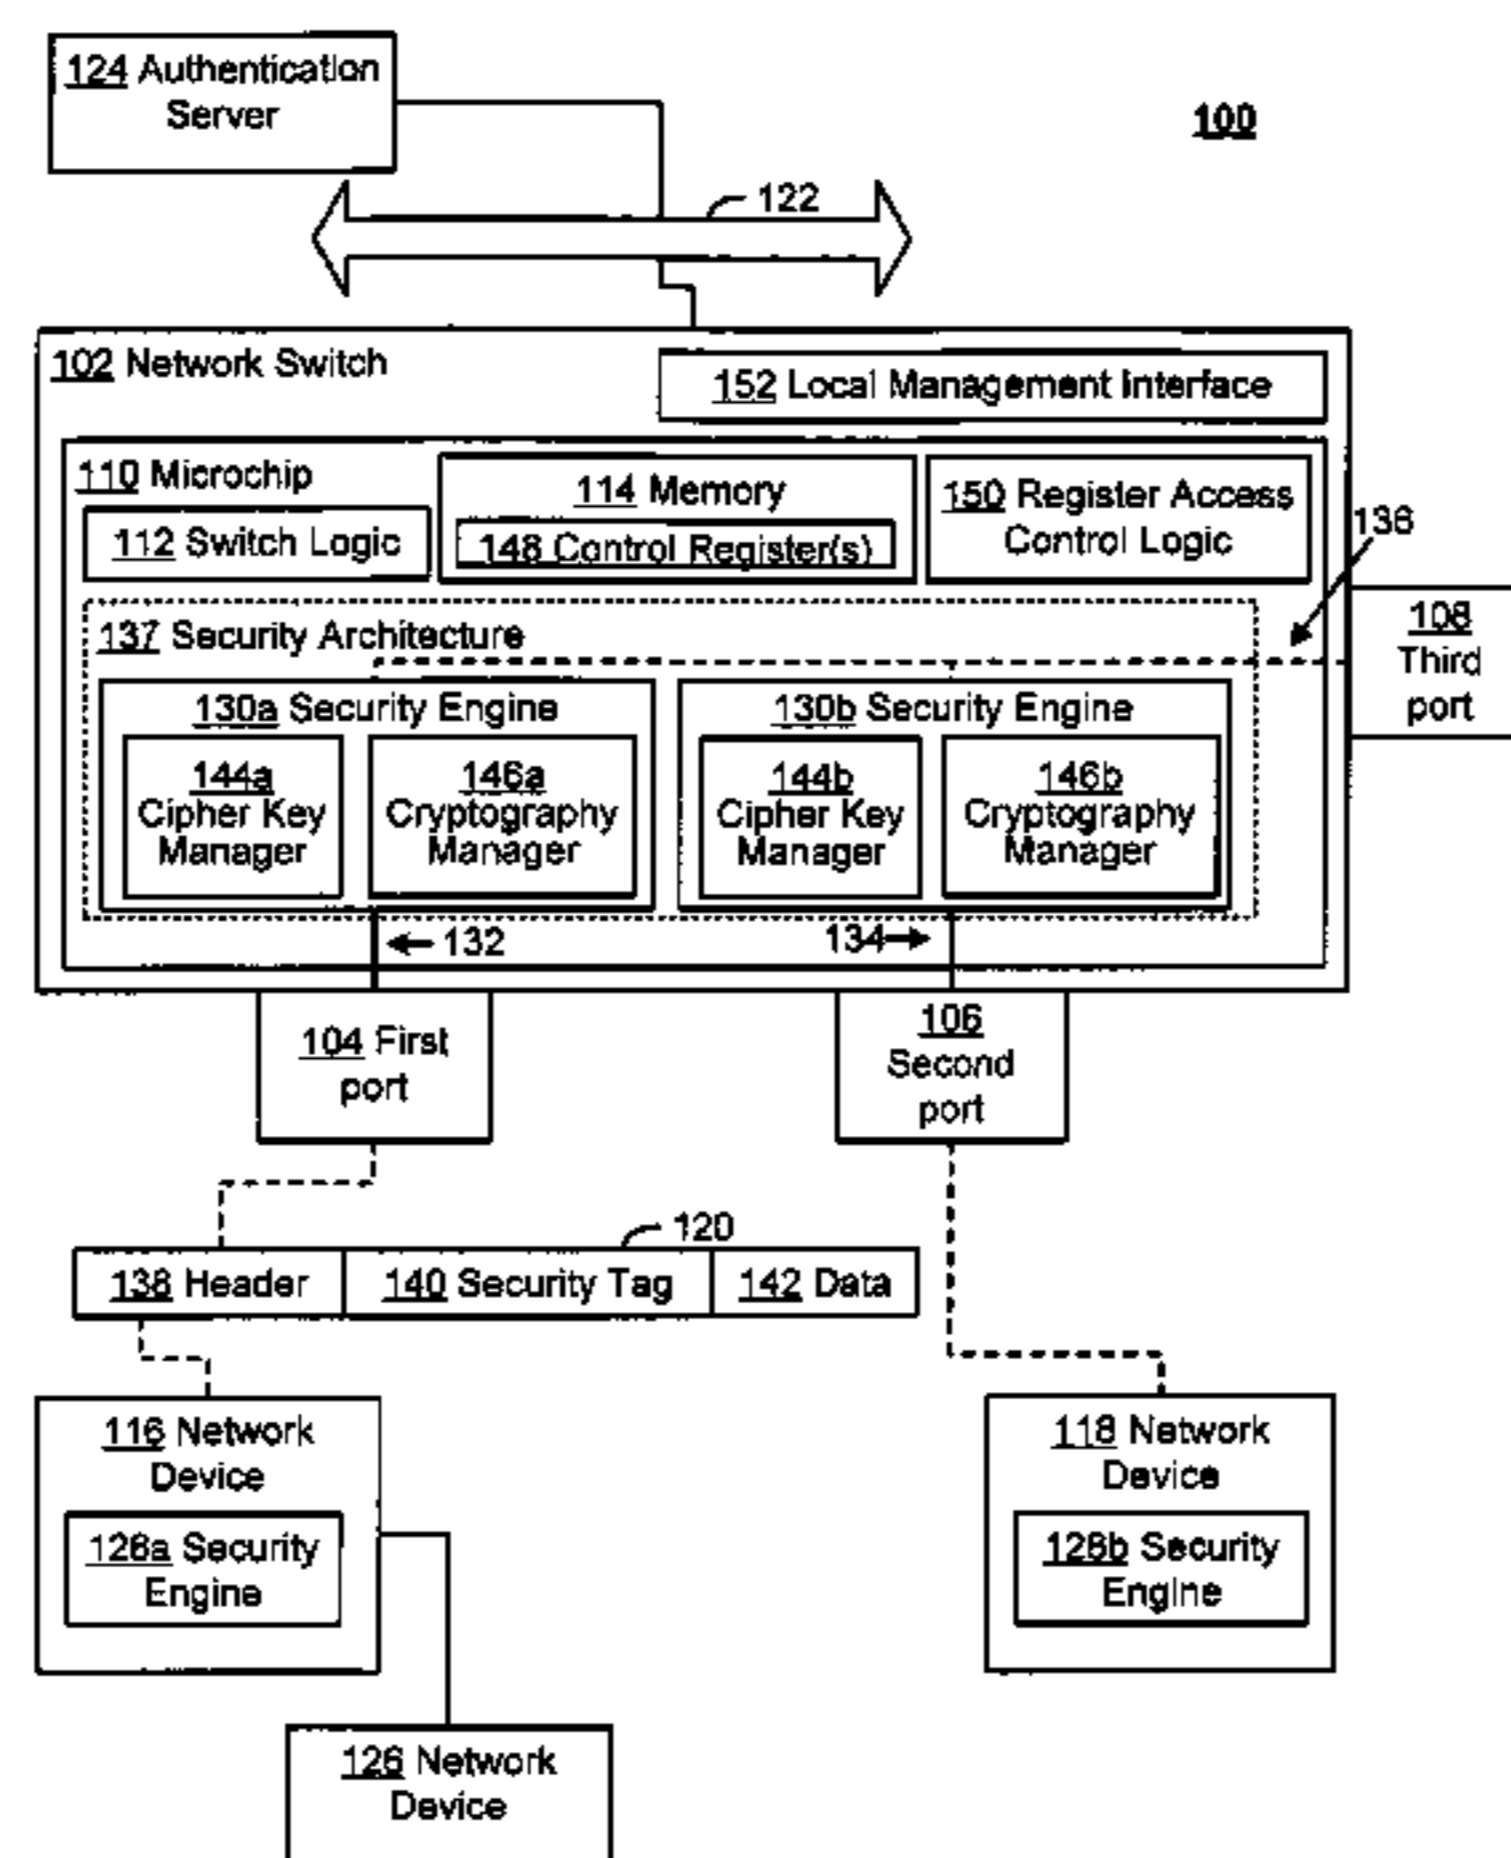 124 Authentication
Server
100
122
102 Network Switch
152 Local Management Interface
110 Microchip
114 Memory
150 Register Access
Control Logic
112 Switch Logic
148 Control Register(s)
136
137 Security Architecture
108
Third
port
130a Security Engine
130b Security Engine
144a
Cipher Key
Manager
146a
Cryptography
Manager
144b
Cipher Key
Manager
146b
Cryptography
Manager
132
134
104 First
port
106
Second
port
120
138 Header
140 Security Tag
142 Data
116 Network
Device
128a Security
Engine
118 Network
Device
128b Security
Engine
126 Network
Device